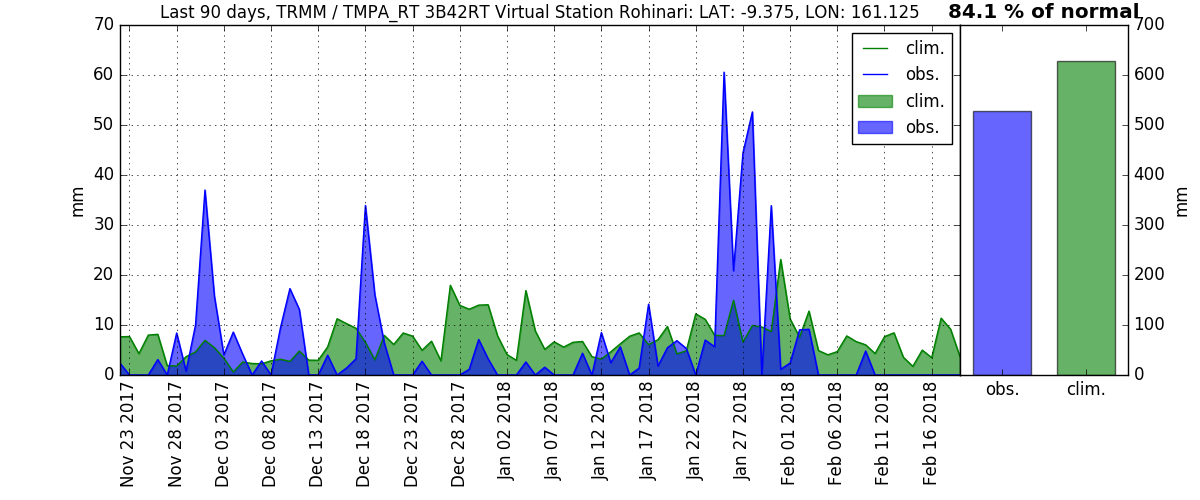 Last 90 days, TRMM / TMPA_RT 3B42RT Virtual Station Rohinari: LAT: -9.375, LON: 161.125
84.1 % of normal
clim.
obs.
clim.
obs.
mm
70
60
50
40
30
20
10
0
Nov 23 2017
Nov 28 2017
Dec 03 2017
Dec 08 2017
Dec 13 2017
Dec 18 2017
Dec 23 2017
Dec 28 2017
Jan 02 2018
Jan 07 2018
Jan 12 2018
Jan 17 2018
Jan 22 2018
Jan 27 2018
Feb 01 2018
Feb 06 2018
Feb 11 2018
Feb 16 2018
700
600
500
400
300
200
100
0
mm
obs.
clim.